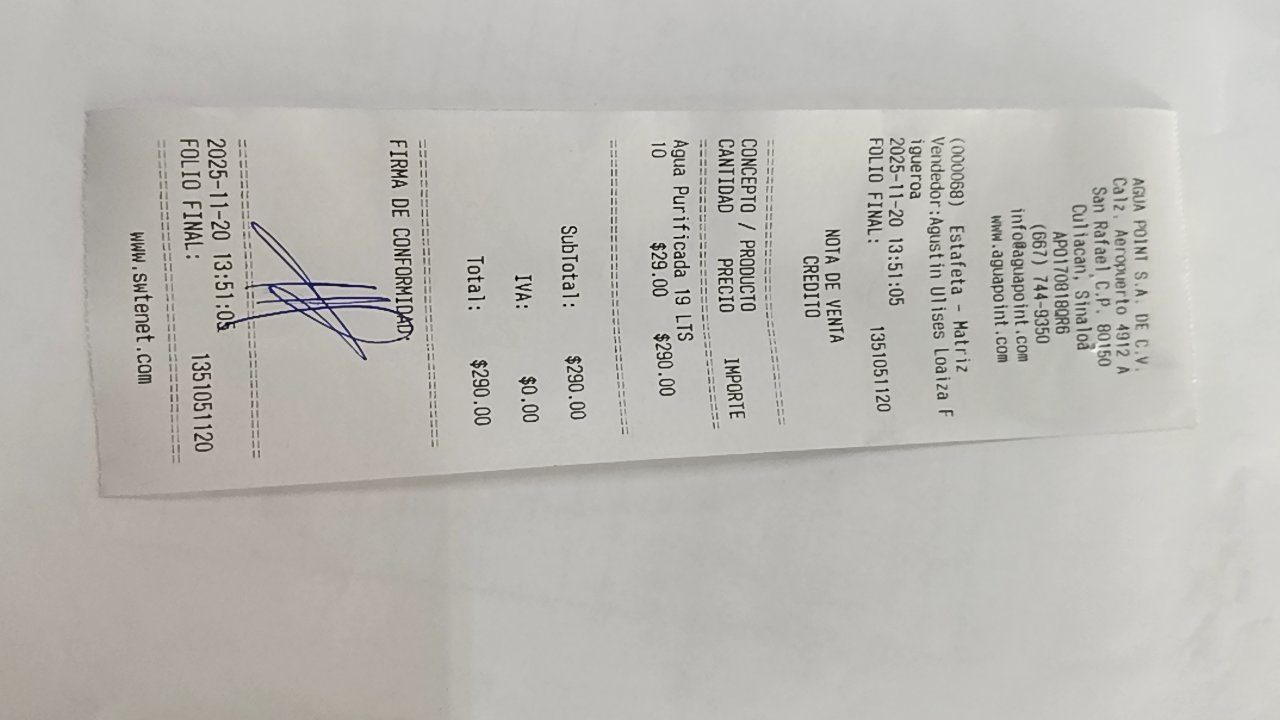 AGUA POINT S.A. DE C.V.
Calz. Aeropuerto 4912 A
San Rafael C.P. 80150
Culiacan, Sinaloa
APO170818QR6
(667) 744-9350
info@aguapoint.com
www.aguapoint.com
(000068) Estafeta - Matriz
Vendedor:Agustin Ulises Loaiza F
igueroa
2025-11-20 13:51:05
FOLIO FINAL: 1351051120
NOTA DE VENTA
CREDITO
CONCEPTO / PRODUCTO
CANTIDAD PRECIO IMPORTE
Agua Purificada 19 LTS
10 $29.00 $290.00
SubTotal: $290.00
IVA: $0.00
Total: $290.00
FIRMA DE CONFORMIDAD
2025-11-20 13:51:05
FOLIO FINAL: 1351051120
www.swtenet.com